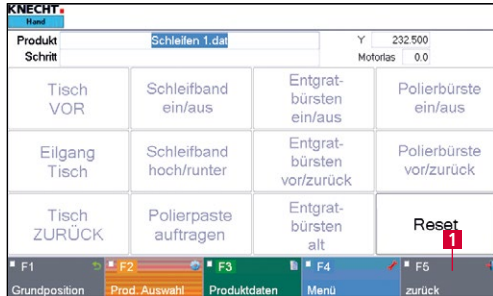 KNECHT
Hand
Produkt Schleifen 1.dat Y 232.500
Schritt Motorlas 0.0
Tisch VOR
Schleifband ein/aus
Entgrat-bürsten ein/aus
Polierbürste ein/aus
Eilgang Tisch
Schleifband hoch/runter
Entgrat-bürsten vor/zurück
Polierbürste vor/zurück
Tisch ZURÜCK
Polierpaste auftragen
Entgrat-bürsten alt
Reset
1
F1 F2 F3 F4 F5
Grundposition Prod. Auswahl Produktdaten Menü zurück